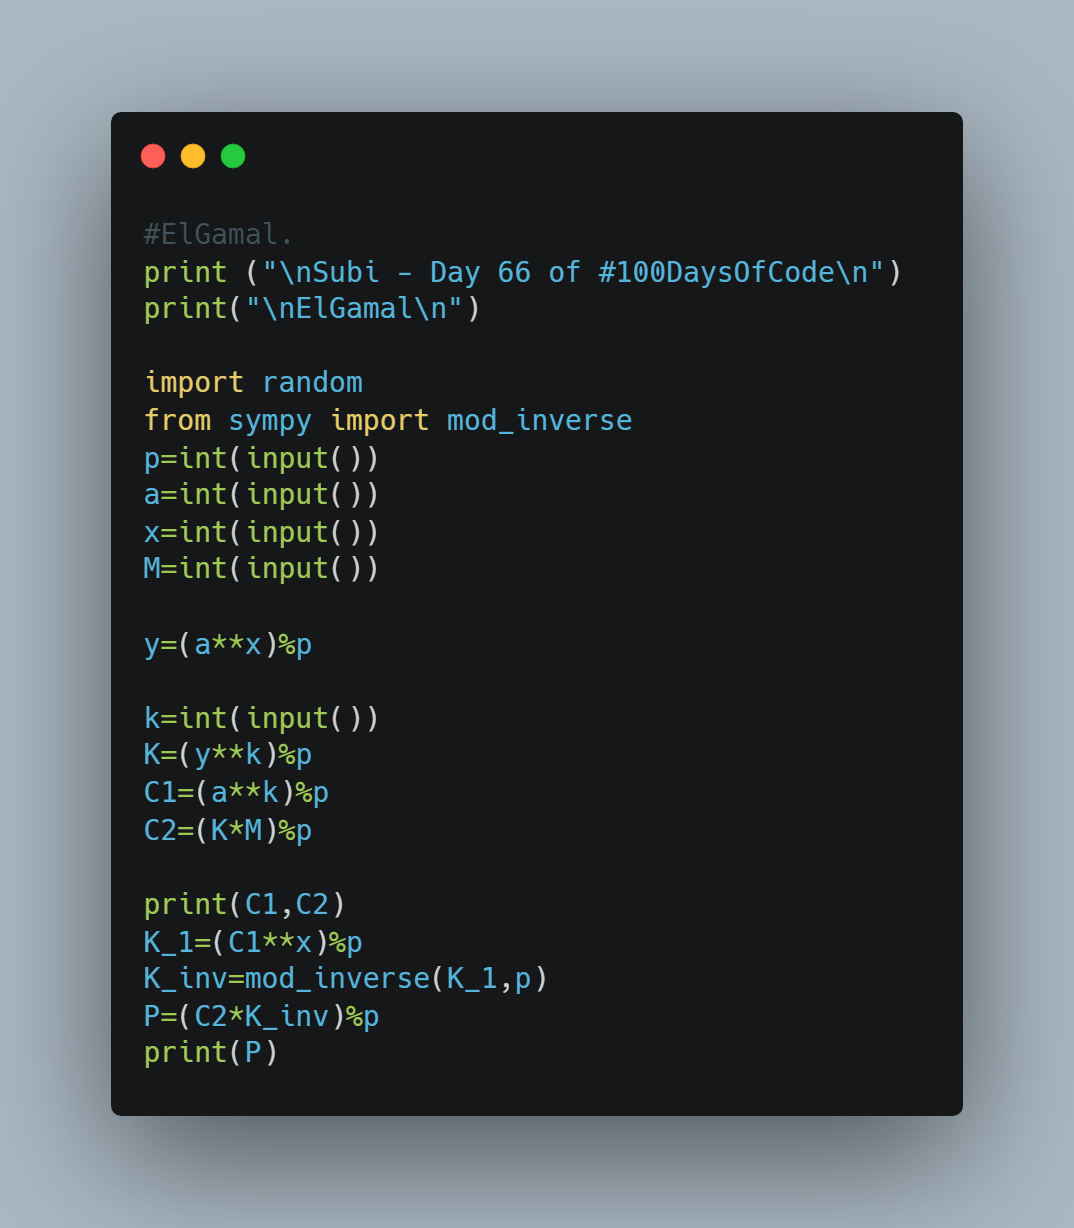 #ElGamal.
print ("\nSubi - Day 66 of #100DaysOfCode\n")
print("\nElGamal\n")
import random
from sympy import mod_inverse
p=int(input())
a=int(input())
x=int(input())
M=int(input())
y=(a**x)%p
k=int(input())
K=(y**k)%p
C1=(a**k)%p
C2=(K*M)%p
print(C1,C2)
K_1=(C1**x)%p
K_inv=mod_inverse(K_1,p)
P=(C2*K_inv)%p
print(P)